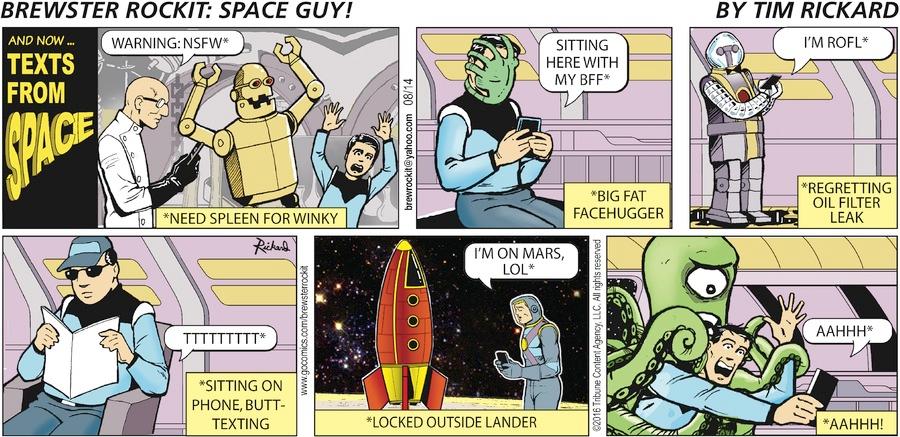 BREWSTER ROCKIT: SPACE GUY!
BY TIM RICKARD
AND NOW ...
TEXTS
FROM
SPACE
WARNING: NSFW*
*NEED SPLEEN FOR WINKY
brewrockit@yahoo.com 08/14
SITTING
HERE WITH
MY BFF*
*BIG FAT
FACEHUGGER
I'M ROFL*
*REGRETTING
OIL FILTER
LEAK
Rickard
TTTTTTTTT*
*SITTING ON
PHONE, BUTT-
TEXTING
www.gocomics.com/brewsterrockit
I'M ON MARS,
LOL*
*LOCKED OUTSIDE LANDER
©2016 Tribune Content Agency, LLC. All rights reserved
AAHHH*
*AAHHH!